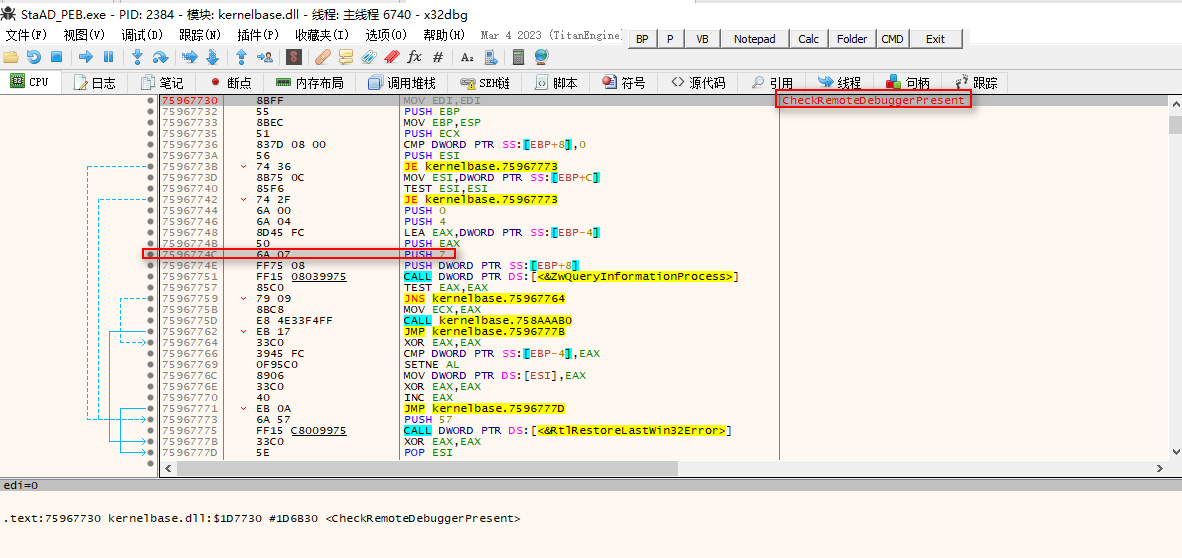 StaAD_PEB.exe - PID: 2384 - 模块: kernelbase.dll - 线程: 主线程 6740 - x32dbg
文件(F) 视图(V) 调试(D) 跟踪(N) 插件(P) 收藏夹(I) 选项(O) 帮助(H) Mar 4 2023 (TitanEngine) BP P VB Notepad Calc Folder CMD Exit
CPU 日志 笔记 断点 内存布局 调用堆栈 SEH链 脚本 符号 源代码 引用 线程 句柄 跟踪
75967730 8BFF MOV EDI,EDI CheckRemoteDebuggerPresent
75967732 55 PUSH EBP
75967733 8BEC MOV EBP,ESP
75967735 51 PUSH ECX
75967736 837D 08 00 CMP DWORD PTR SS:[EBP+8],0
7596773A 56 PUSH ESI
7596773B 74 36 JE kernelbase.75967773
7596773D 8B75 0C MOV ESI,DWORD PTR SS:[EBP+C]
75967740 85F6 TEST ESI,ESI
75967742 74 2F JE kernelbase.75967773
75967744 6A 00 PUSH 0
75967746 6A 04 PUSH 4
75967748 8D45 FC LEA EAX,DWORD PTR SS:[EBP-4]
7596774B 50 PUSH EAX
7596774C 6A 07 PUSH 7
7596774E FF75 08 PUSH DWORD PTR SS:[EBP+8]
75967751 FF15 08039975 CALL DWORD PTR DS:[<&ZwQueryInformationProcess>]
75967757 85C0 TEST EAX,EAX
75967759 79 09 JNS kernelbase.75967764
7596775B 8BC8 MOV ECX,EAX
7596775D E8 4E33F4FF CALL kernelbase.758AAAB0
75967762 EB 17 JMP kernelbase.7596777B
75967764 33C0 XOR EAX,EAX
75967766 3945 FC CMP DWORD PTR SS:[EBP-4],EAX
75967769 0F95C0 SETNE AL
7596776C 8906 MOV DWORD PTR DS:[ESI],EAX
7596776E 33C0 XOR EAX,EAX
75967770 40 INC EAX
75967771 EB 0A JMP kernelbase.7596777D
75967773 6A 57 PUSH 57
75967775 FF15 C8009975 CALL DWORD PTR DS:[<&RtlRestoreLastWin32Error>]
7596777B 33C0 XOR EAX,EAX
7596777D 5E POP ESI
edi=0
.text:75967730 kernelbase.dll:$1D7730 #1D6B30 <CheckRemoteDebuggerPresent>